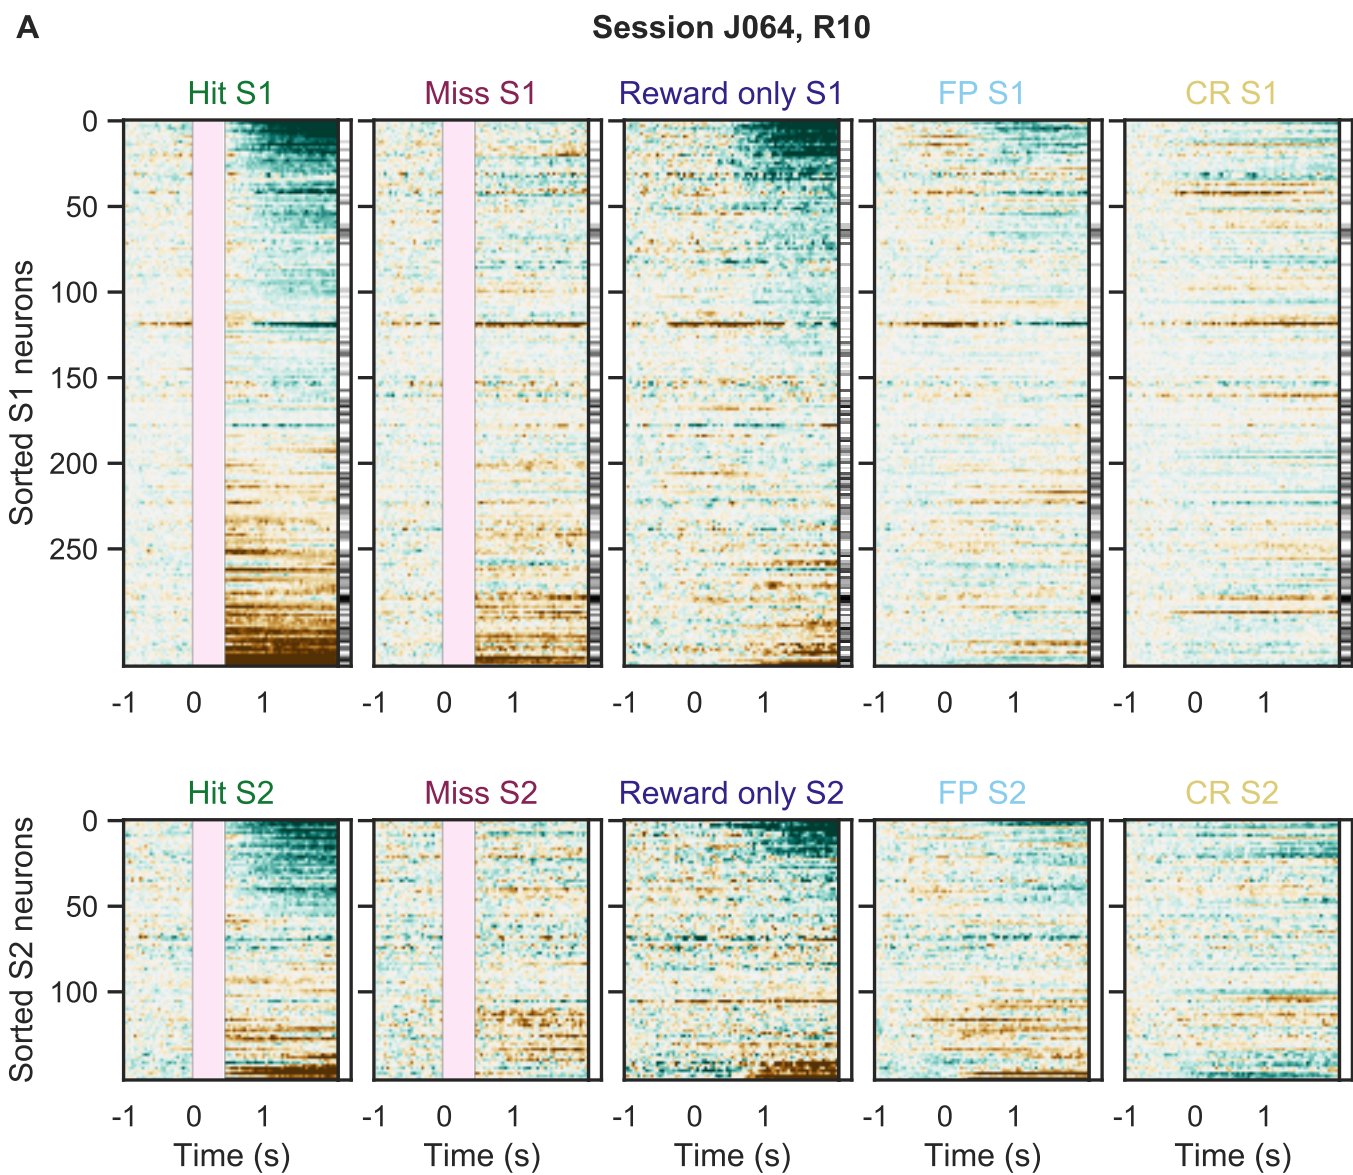 A
Session J064, R10
Hit S1 Miss S1 Reward only S1 FP S1 CR S1
Sorted S1 neurons
0
50
100
150
200
250
-1 0 1 -1 0 1 -1 0 1 -1 0 1 -1 0 1
Hit S2 Miss S2 Reward only S2 FP S2 CR S2
Sorted S2 neurons
0
50
100
-1 0 1 -1 0 1 -1 0 1 -1 0 1 -1 0 1
Time (s) Time (s) Time (s) Time (s) Time (s)